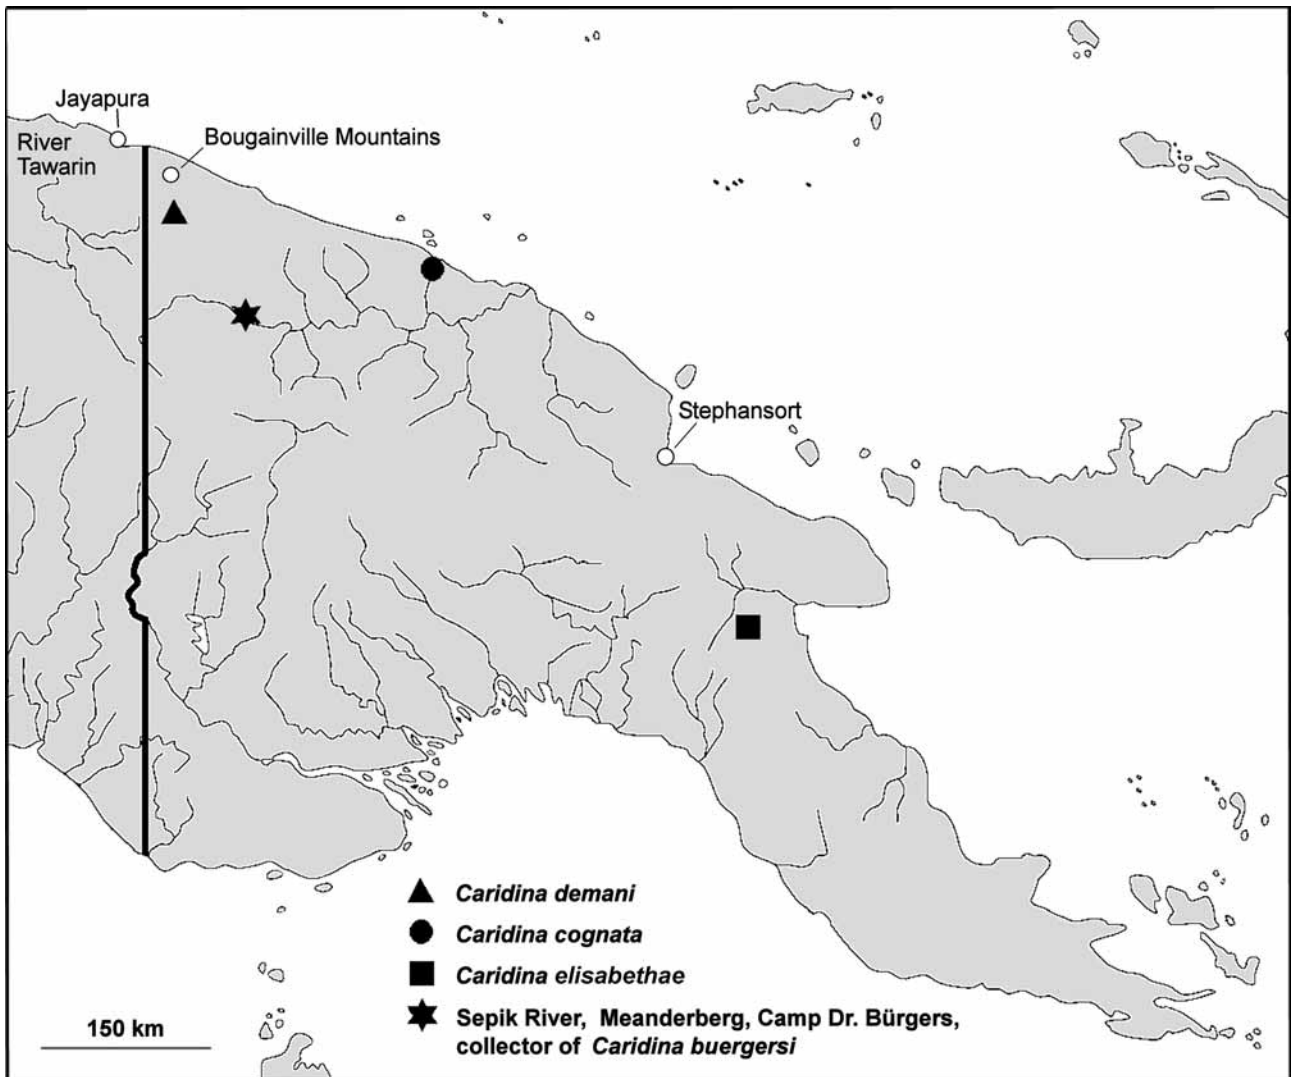 Jayapura
Bougainville Mountains
River
Tawarin
Stephansort
Caridina demani
Caridina cognata
Caridina elisabethae
Sepik River, Meanderberg, Camp Dr. Bürgers,
collector of Caridina buergersi
150 km